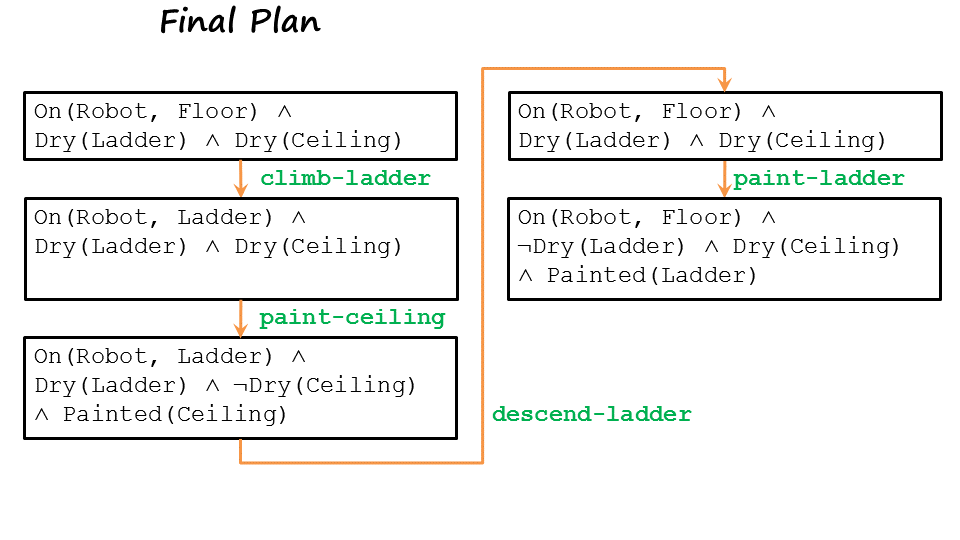 Final Plan
On(Robot, Floor) ∧
Dry(Ladder) ∧ Dry(Ceiling)
climb-ladder
On(Robot, Ladder) ∧
Dry(Ladder) ∧ Dry(Ceiling)
paint-ceiling
On(Robot, Ladder) ∧
Dry(Ladder) ∧ ¬Dry(Ceiling)
∧ Painted(Ceiling)
descend-ladder
On(Robot, Floor) ∧
Dry(Ladder) ∧ Dry(Ceiling)
paint-ladder
On(Robot, Floor) ∧
¬Dry(Ladder) ∧ Dry(Ceiling)
∧ Painted(Ladder)